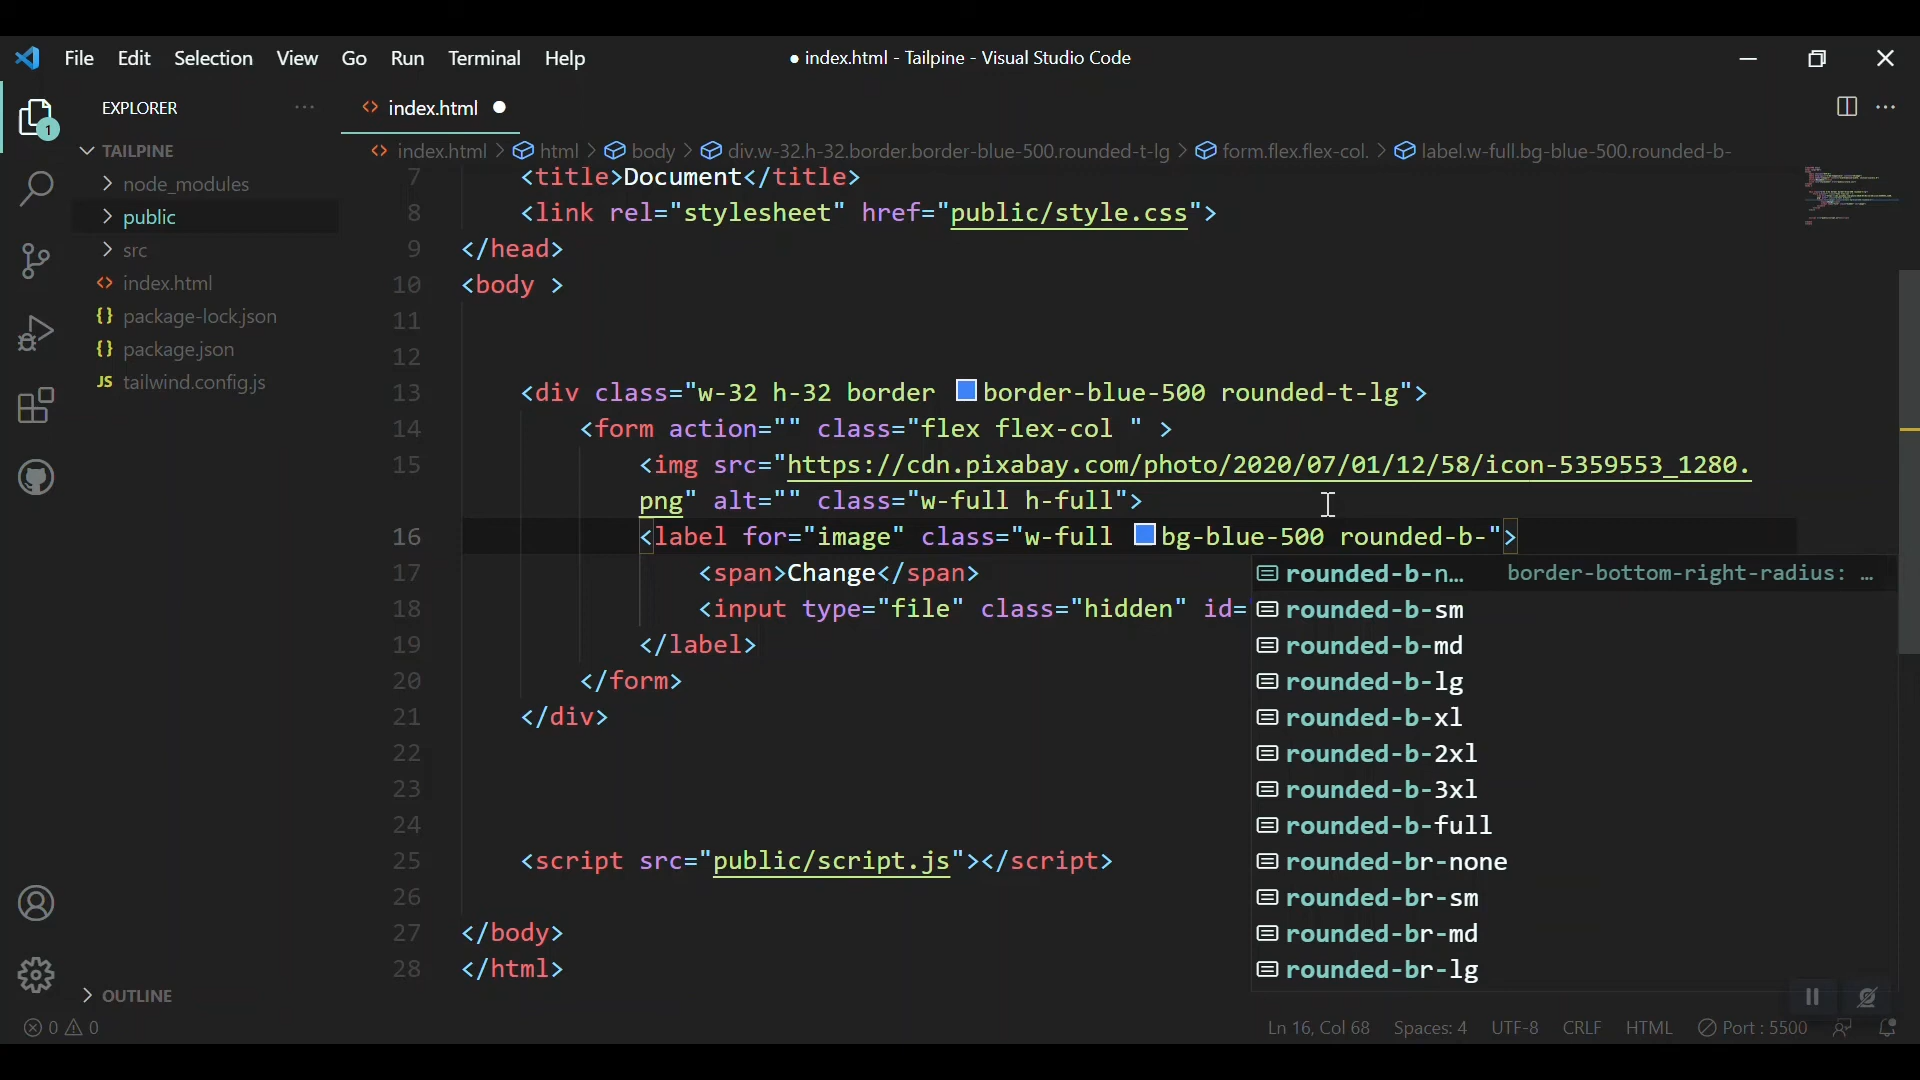 File Edit Selection View Go Run Terminal Help
● index.html - Tailpine - Visual Studio Code
EXPLORER ···
<> index.html ●
···
1
TAILPINE
<> index.html > html > body > div.w-32.h-32.border.border-blue-500.rounded-t-lg > form.flex.flex-col. > label.w-full.bg-blue-500.rounded-b-
> node_modules
> public
> src
<> index.html
{} package-lock.json
{} package.json
JS tailwind.config.js
7 <title>Document</title>
8 <link rel="stylesheet" href="public/style.css">
9 </head>
10 <body >
11
12
13 <div class="w-32 h-32 border border-blue-500 rounded-t-lg">
14 <form action="" class="flex flex-col " >
15 <img src="https://cdn.pixabay.com/photo/2020/07/01/12/58/icon-5359553_1280.
png" alt="" class="w-full h-full">
16 <label for="image" class="w-full bg-blue-500 rounded-b-">
17 <span>Change</span>
18 <input type="file" class="hidden" id=
19 </label>
20 </form>
21 </div>
22
23
24
25 <script src="public/script.js"></script>
26
27 </body>
28 </html>
rounded-b-n… border-bottom-right-radius: …
rounded-b-sm
rounded-b-md
rounded-b-lg
rounded-b-xl
rounded-b-2xl
rounded-b-3xl
rounded-b-full
rounded-br-none
rounded-br-sm
rounded-br-md
rounded-br-lg
> OUTLINE
0 0
Ln 16, Col 68 Spaces: 4 UTF-8 CRLF HTML Port : 5500